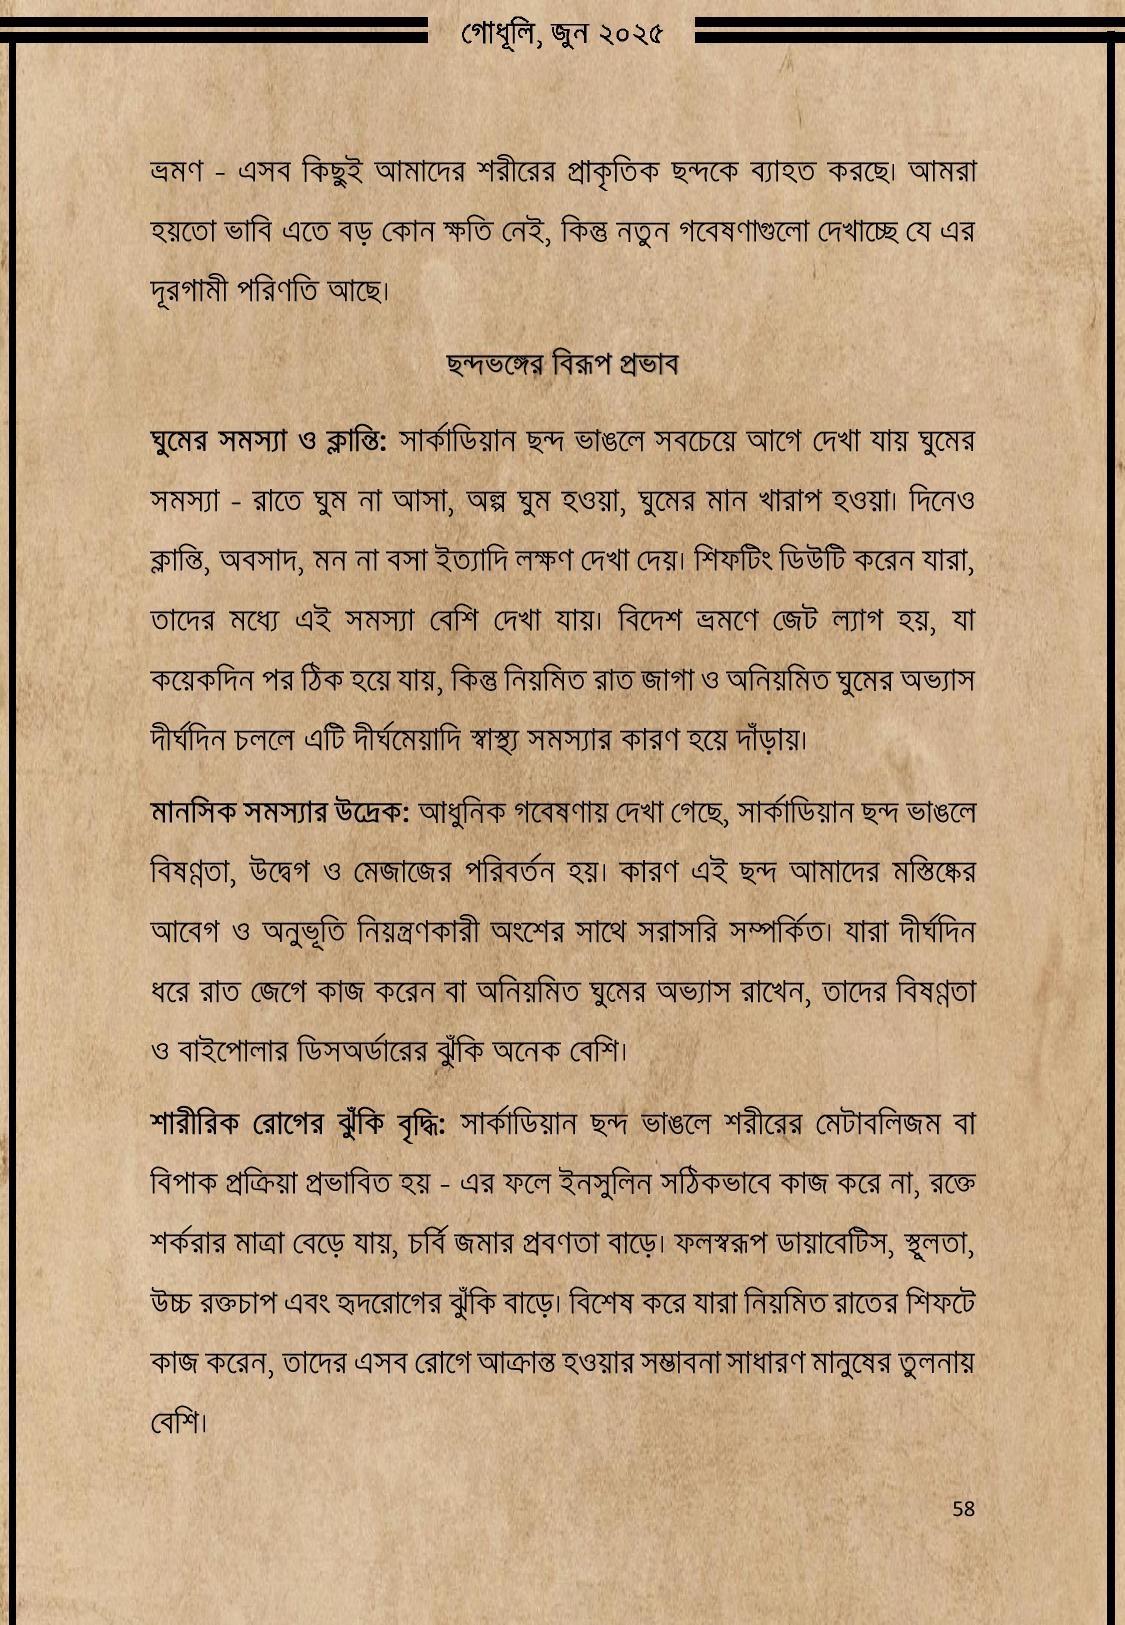 গোধূলি, জুন ২০২৫
ভ্রমণ - এসব কিছুই আমাদের শরীরের প্রাকৃতিক ছন্দকে ব্যাহত করছে। আমরা
হয়তো ভাবি এতে বড় কোন ক্ষতি নেই, কিন্তু নতুন গবেষণাগুলো দেখাচ্ছে যে এর
দূরগামী পরিণতি আছে।
ছন্দভঙ্গের বিরূপ প্রভাব
ঘুমের সমস্যা ও ক্লান্তি: সার্কাডিয়ান ছন্দ ভাঙলে সবচেয়ে আগে দেখা যায় ঘুমের
সমস্যা - রাতে ঘুম না আসা, অল্প ঘুম হওয়া, ঘুমের মান খারাপ হওয়া। দিনেও
ক্লান্তি, অবসাদ, মন না বসা ইত্যাদি লক্ষণ দেখা দেয়। শিফটিং ডিউটি করেন যারা,
তাদের মধ্যে এই সমস্যা বেশি দেখা যায়। বিদেশ ভ্রমণে জেট ল্যাগ হয়, যা
কয়েকদিন পর ঠিক হয়ে যায়, কিন্তু নিয়মিত রাত জাগা ও অনিয়মিত ঘুমের অভ্যাস
দীর্ঘদিন চললে এটি দীর্ঘমেয়াদি স্বাস্থ্য সমস্যার কারণ হয়ে দাঁড়ায়।
মানসিক সমস্যার উদ্রেক: আধুনিক গবেষণায় দেখা গেছে, সার্কাডিয়ান ছন্দ ভাঙলে
বিষণ্ণতা, উদ্বেগ ও মেজাজের পরিবর্তন হয়। কারণ এই ছন্দ আমাদের মস্তিষ্কের
আবেগ ও অনুভূতি নিয়ন্ত্রণকারী অংশের সাথে সরাসরি সম্পর্কিত। যারা দীর্ঘদিন
ধরে রাত জেগে কাজ করেন বা অনিয়মিত ঘুমের অভ্যাস রাখেন, তাদের বিষণ্ণতা
ও বাইপোলার ডিসঅর্ডারের ঝুঁকি অনেক বেশি।
শারীরিক রোগের ঝুঁকি বৃদ্ধি: সার্কাডিয়ান ছন্দ ভাঙলে শরীরের মেটাবলিজম বা
বিপাক প্রক্রিয়া প্রভাবিত হয় - এর ফলে ইনসুলিন সঠিকভাবে কাজ করে না, রক্তে
শর্করার মাত্রা বেড়ে যায়, চর্বি জমার প্রবণতা বাড়ে। ফলস্বরূপ ডায়াবেটিস, স্থূলতা,
উচ্চ রক্তচাপ এবং হৃদরোগের ঝুঁকি বাড়ে। বিশেষ করে যারা নিয়মিত রাতের শিফটে
কাজ করেন, তাদের এসব রোগে আক্রান্ত হওয়ার সম্ভাবনা সাধারণ মানুষের তুলনায়
বেশি।
58